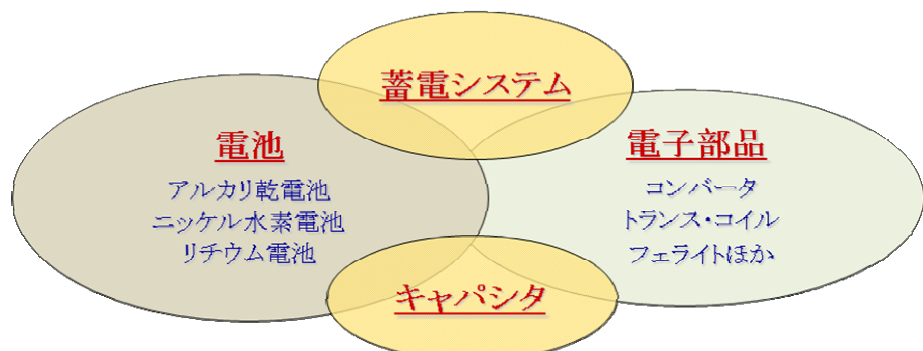 蓄電システム
電池
アルカリ乾電池
ニッケル水素電池
リチウム電池
電子部品
コンバータ
トランス・コイル
フェライトほか
キャパシタ